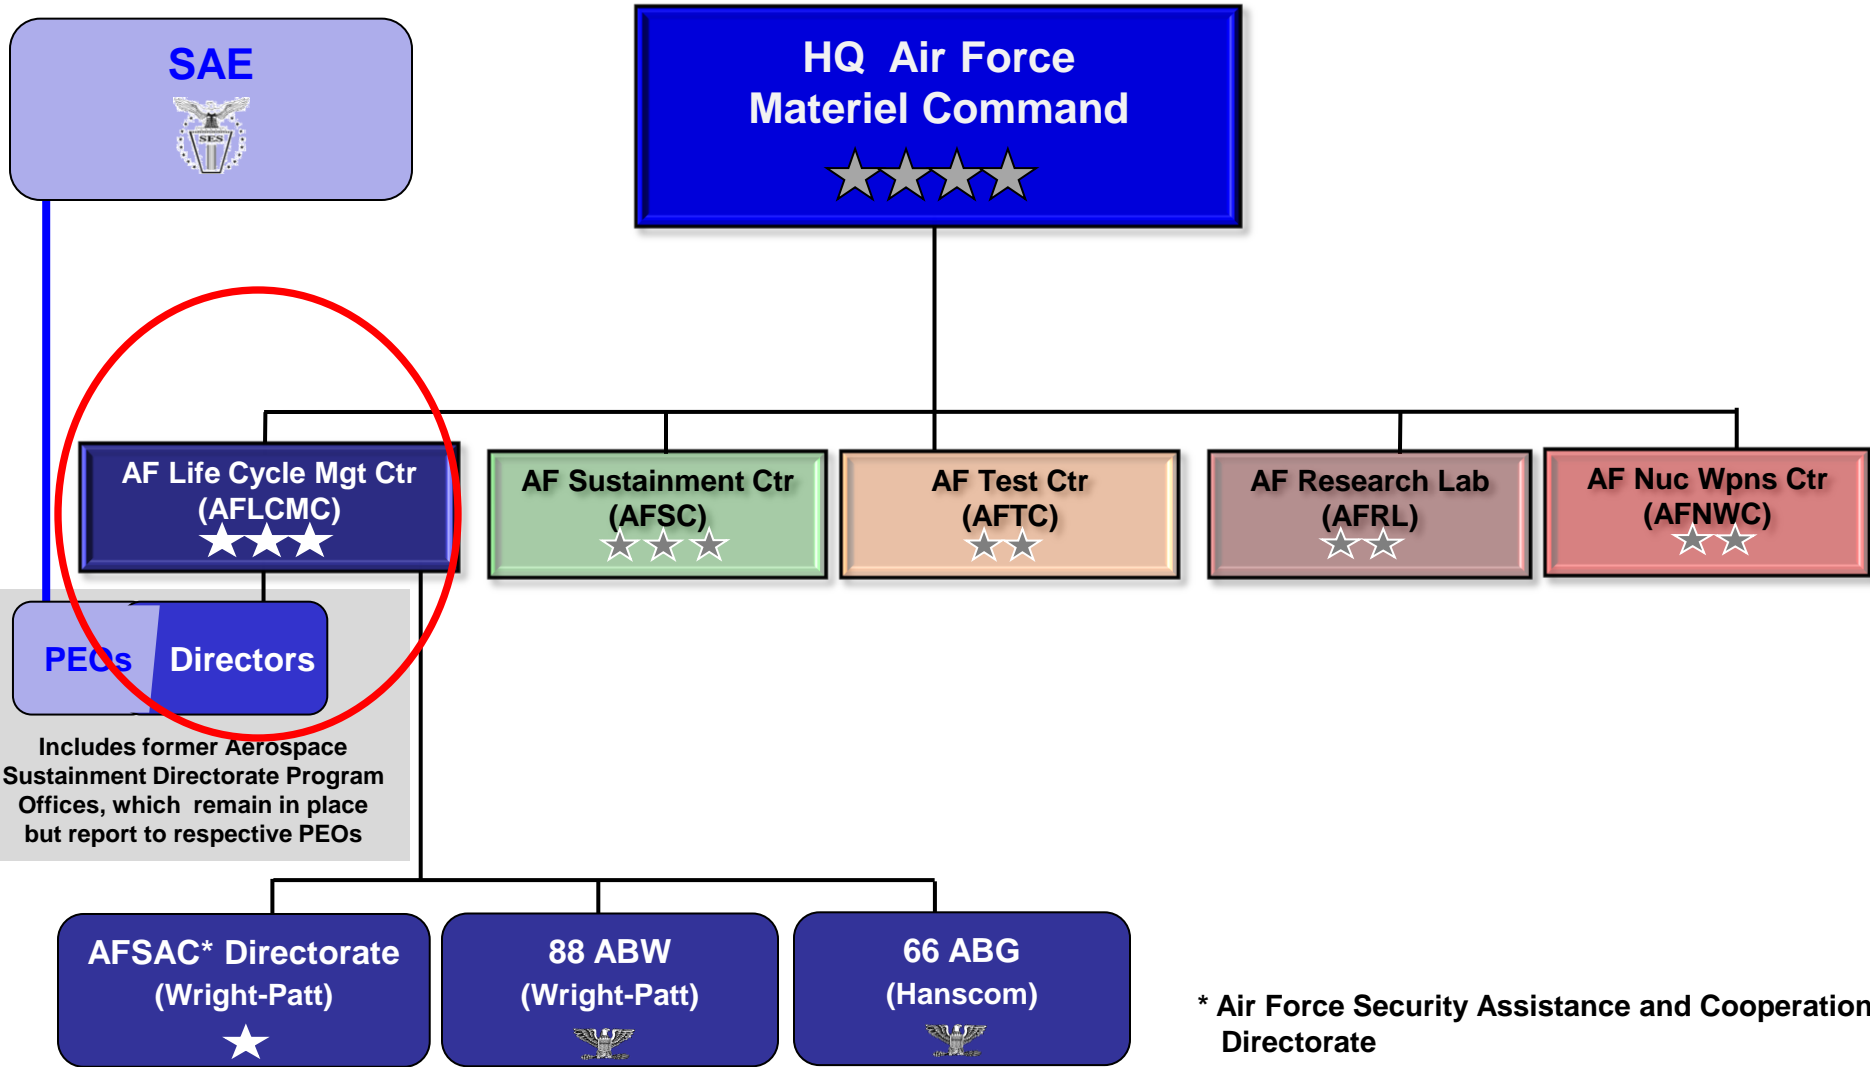 SAE
SES
HQ Air Force
Materiel Command
AF Life Cycle Mgt Ctr
(AFLCMC)
AF Sustainment Ctr
(AFSC)
AF Test Ctr
(AFTC)
AF Research Lab
(AFRL)
AF Nuc Wpns Ctr
(AFNWC)
PEOs
Directors
Includes former Aerospace
Sustainment Directorate Program
Offices, which remain in place
but report to respective PEOs
AFSAC* Directorate
(Wright-Patt)
88 ABW
(Wright-Patt)
66 ABG
(Hanscom)
* Air Force Security Assistance and Cooperation
Directorate